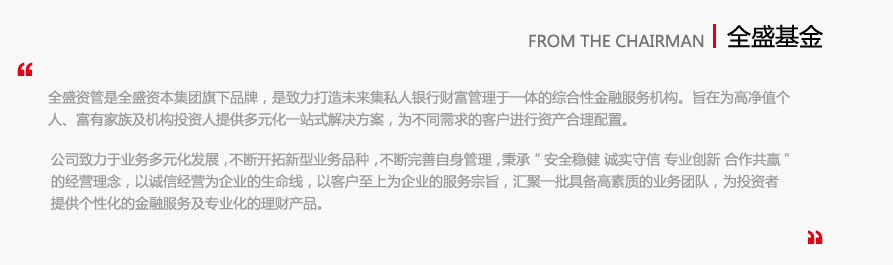 FROM THE CHAIRMAN 全盛基金
全盛资管是全盛资本集团旗下品牌，是致力打造未来集私人银行财富管理于一体的综合性金融服务机构。旨在为高净值个
人、富有家族及机构投资人提供多元化一站式解决方案，为不同需求的客户进行资产合理配置。
公司致力于业务多元化发展，不断开拓新型业务品种，不断完善自身管理，秉承＂安全稳健 诚实守信 专业创新 合作共赢＂
的经营理念，以诚信经营为企业的生命线，以客户至上为企业的服务宗旨，汇聚一批具备高素质的业务团队，为投资者
提供个性化的金融服务及专业化的理财产品。